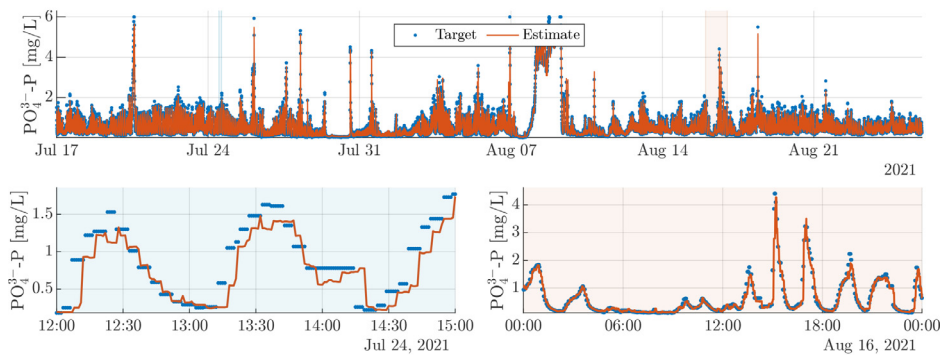 PO₄³⁻-P [mg/L]
6
4
2
Target Estimate
Jul 17 Jul 24 Jul 31 Aug 07 Aug 14 Aug 21
2021
PO₄³⁻-P [mg/L]
1.5
1
0.5
12:00 12:30 13:00 13:30 14:00 14:30 15:00
Jul 24, 2021
PO₄³⁻-P [mg/L]
4
3
2
1
00:00 06:00 12:00 18:00 00:00
Aug 16, 2021